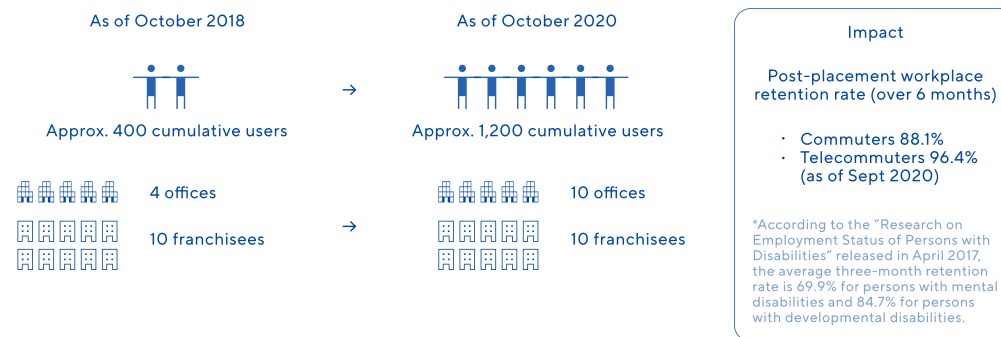 As of October 2018
Approx. 400 cumulative users
4 offices
10 franchisees
→
→
As of October 2020
Approx. 1,200 cumulative users
10 offices
10 franchisees
Impact
Post-placement workplace
retention rate (over 6 months)
・ Commuters 88.1%
・ Telecommuters 96.4%
(as of Sept 2020)
*According to the “Research on
Employment Status of Persons with
Disabilities” released in April 2017,
the average three-month retention
rate is 69.9% for persons with mental
disabilities and 84.7% for persons
with developmental disabilities.